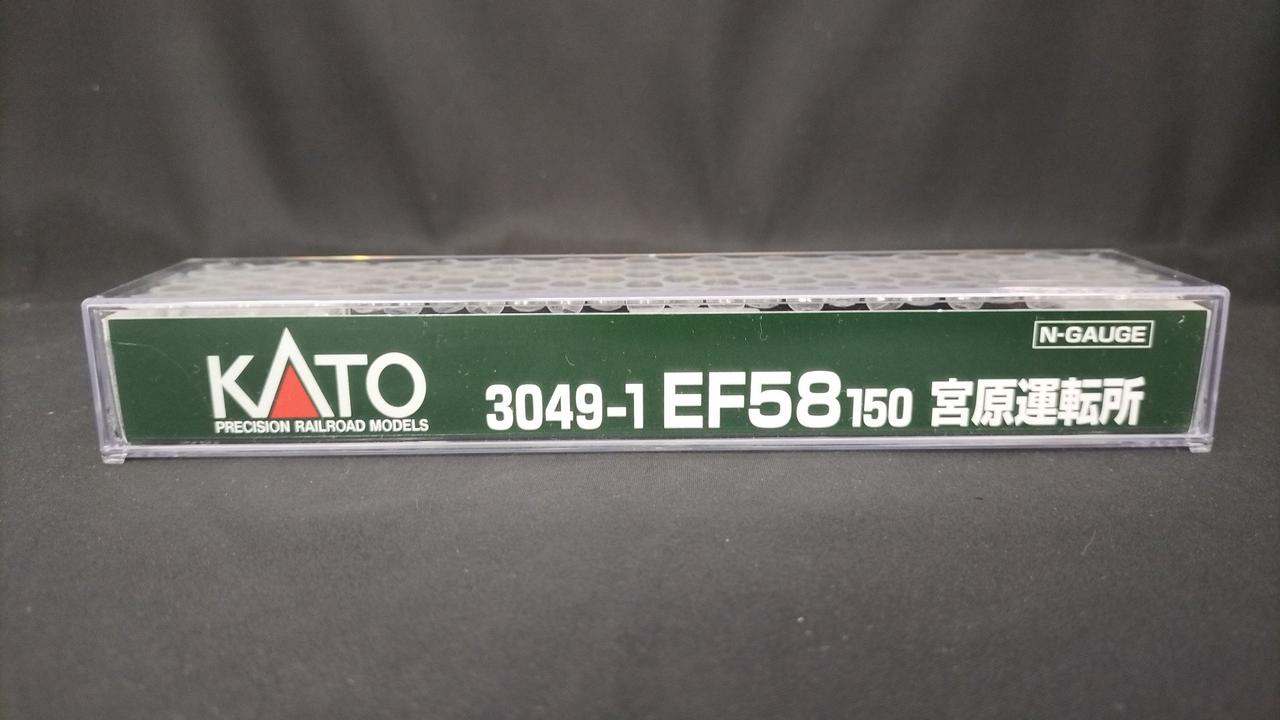 N-GAUGE
KATO
PRECISION RAILROAD MODELS
3049-1 EF58 150 宮原運転所